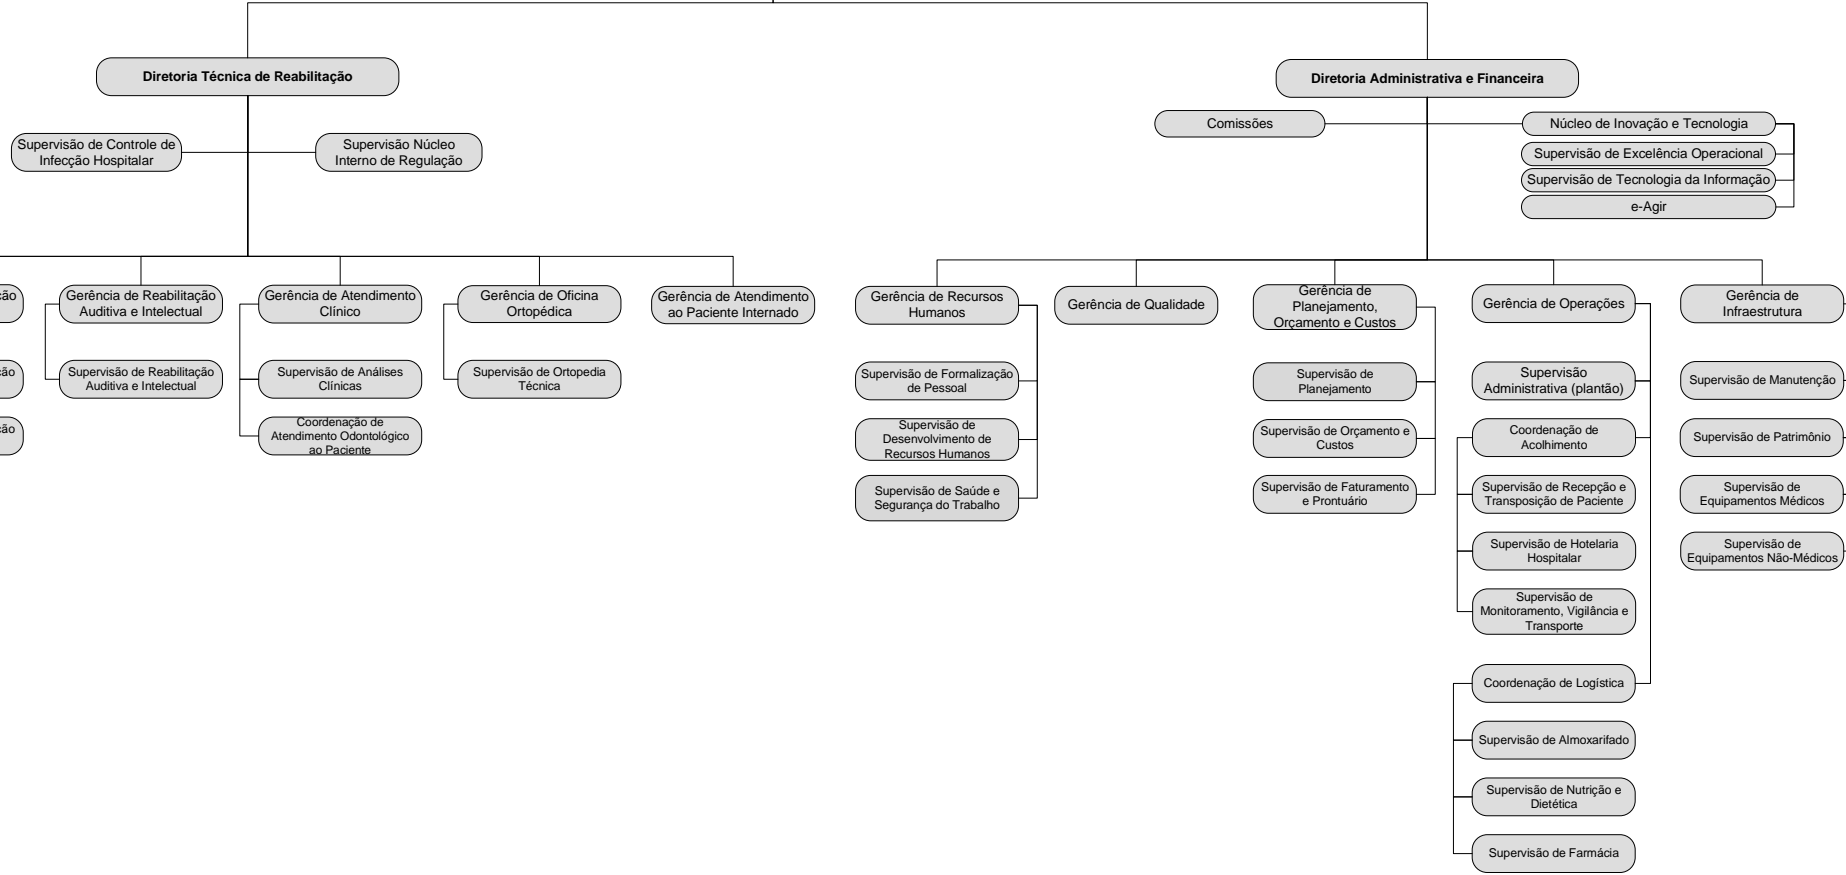 Diretoria Técnica de Reabilitação
Diretoria Administrativa e Financeira
Comissões
Núcleo de Inovação e Tecnologia
Supervisão de Controle de
Infecção Hospitalar
Supervisão Núcleo
Interno de Regulação
Supervisão de Excelência Operacional
Supervisão de Tecnologia da Informação
e-Agir
Gerência de Reabilitação
Auditiva e Intelectual
Gerência de Atendimento
Clínico
Gerência de Oficina
Ortopédica
Gerência de Atendimento
ao Paciente Internado
Gerência de Recursos
Humanos
Gerência de Qualidade
Gerência de
Planejamento,
Orçamento e Custos
Gerência de Operações
Gerência de
Infraestrutura
Supervisão de Reabilitação
Auditiva e Intelectual
Supervisão de Análises
Clínicas
Supervisão de Ortopedia
Técnica
Supervisão de Formalização
de Pessoal
Supervisão de
Planejamento
Supervisão
Administrativa (plantão)
Supervisão de Manutenção
Coordenação de
Atendimento Odontológico
ao Paciente
Supervisão de
Desenvolvimento de
Recursos Humanos
Supervisão de Orçamento e
Custos
Coordenação de
Acolhimento
Supervisão de Patrimônio
Supervisão de Saúde e
Segurança do Trabalho
Supervisão de Faturamento
e Prontuário
Supervisão de Recepção e
Transposição de Paciente
Supervisão de
Equipamentos Médicos
Supervisão de Hotelaria
Hospitalar
Supervisão de
Equipamentos Não-Médicos
Supervisão de
Monitoramento, Vigilância e
Transporte
Coordenação de Logística
Supervisão de Almoxarifado
Supervisão de Nutrição e
Dietética
Supervisão de Farmácia